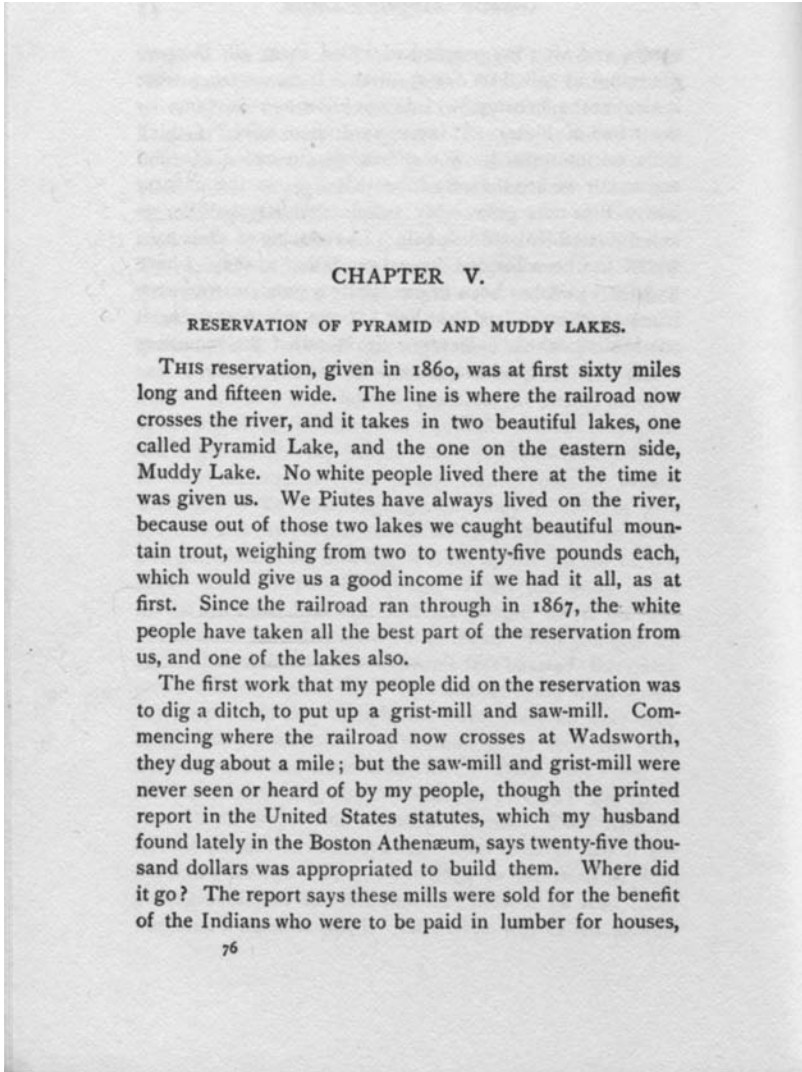 CHAPTER V.
RESERVATION OF PYRAMID AND MUDDY LAKES.
THIS reservation, given in 1860, was at first sixty miles
long and fifteen wide. The line is where the railroad now
crosses the river, and it takes in two beautiful lakes, one
called Pyramid Lake, and the one on the eastern side,
Muddy Lake. No white people lived there at the time it
was given us. We Piutes have always lived on the river,
because out of those two lakes we caught beautiful moun-
tain trout, weighing from two to twenty-five pounds each,
which would give us a good income if we had it all, as at
first. Since the railroad ran through in 1867, the white
people have taken all the best part of the reservation from
us, and one of the lakes also.
The first work that my people did on the reservation was
to dig a ditch, to put up a grist-mill and saw-mill. Com-
mencing where the railroad now crosses at Wadsworth,
they dug about a mile; but the saw-mill and grist-mill were
never seen or heard of by my people, though the printed
report in the United States statutes, which my husband
found lately in the Boston Athenæum, says twenty-five thou-
sand dollars was appropriated to build them. Where did
it go? The report says these mills were sold for the benefit
of the Indians who were to be paid in lumber for houses,
76